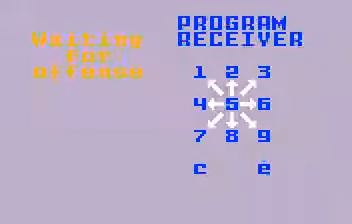 Waiting
for
offense
PROGRAM
RECEIVER
1 2 3
4 5 6
7 8 9
c e